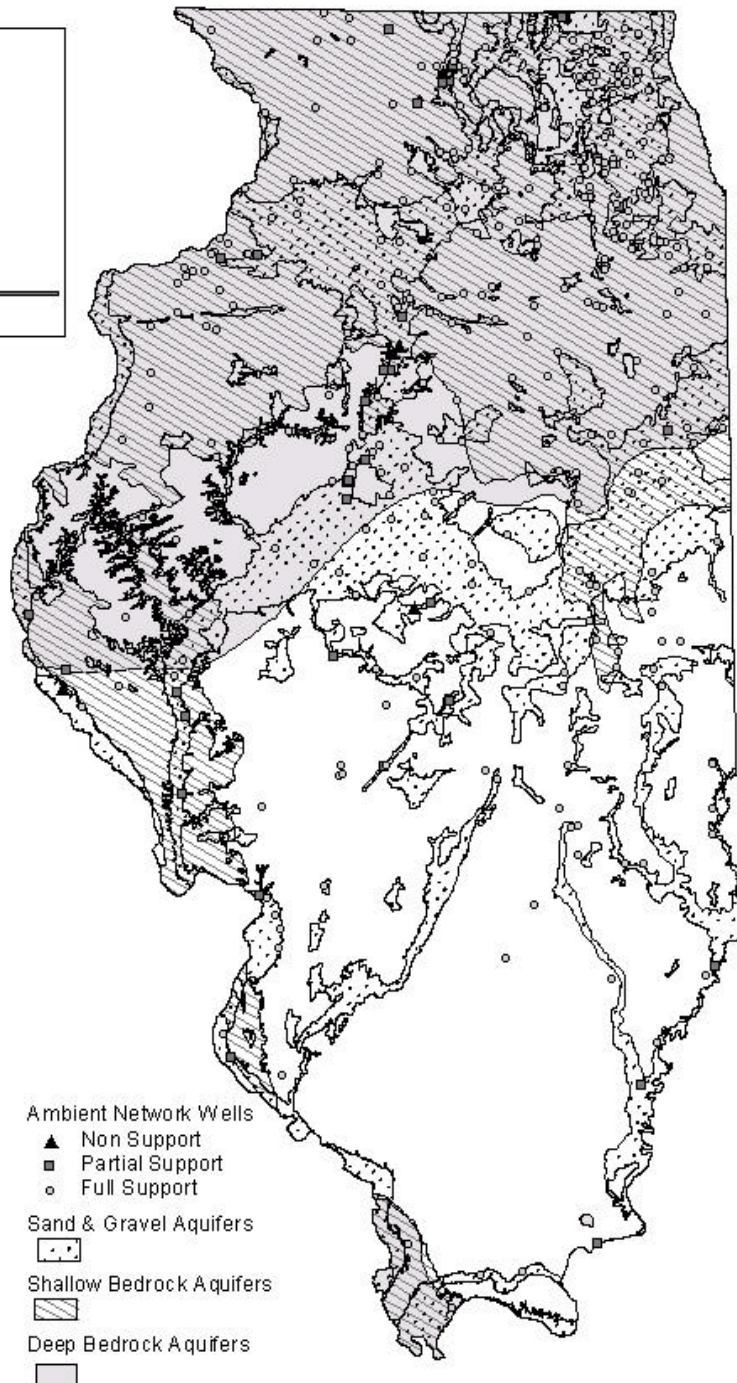 Ambient Network Wells
Non Support
Partial Support
Full Support
Sand & Gravel Aquifers
Shallow Bedrock Aquifers
Deep Bedrock Aquifers